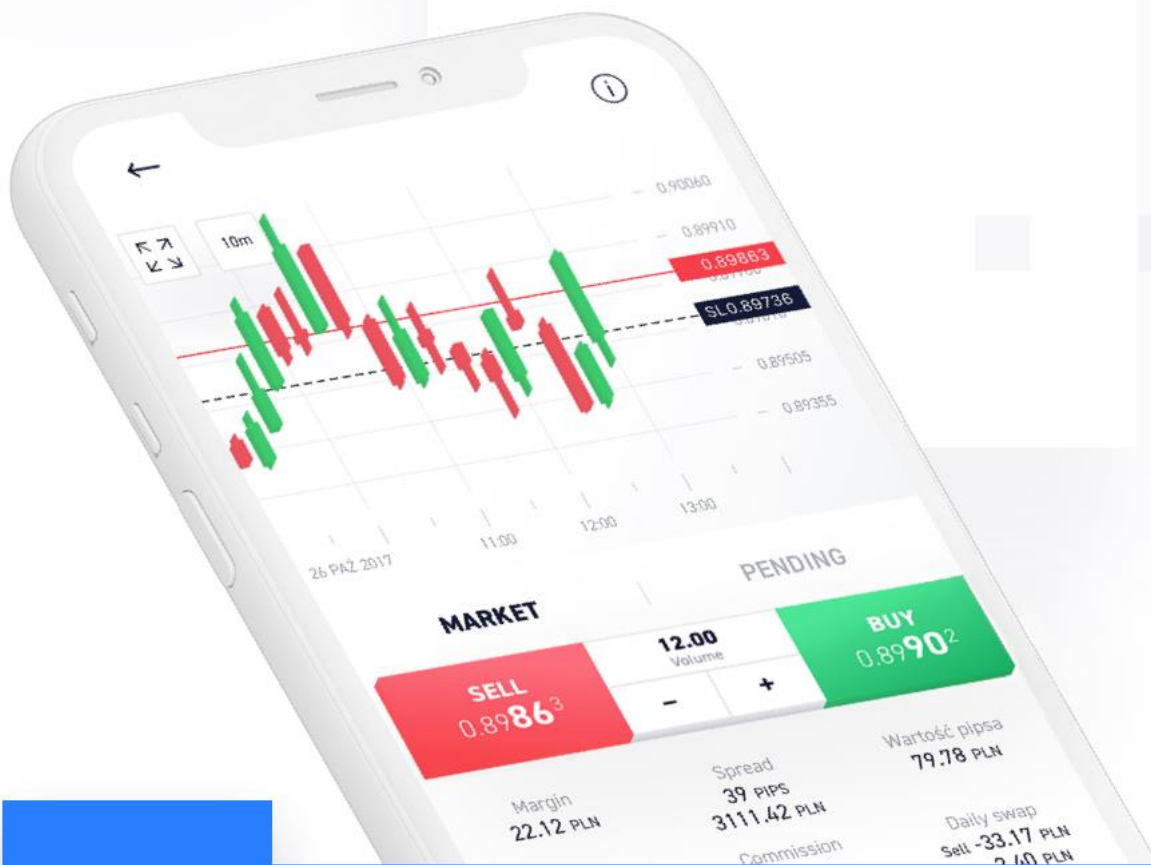 10m
0.90060
0.89910
0.89863
SL 0.89736
0.89505
0.89355
26 PAŹ 2017
11:00
12:00
13:00
MARKET
PENDING
SELL
0.89863
12.00
Volume
-
+
BUY
0.89902
Margin
22.12 PLN
Spread
39 PIPS
3111.42 PLN
Wartość pipsa
79.78 PLN
Commission
Daily swap
Sell -33.17 PLN